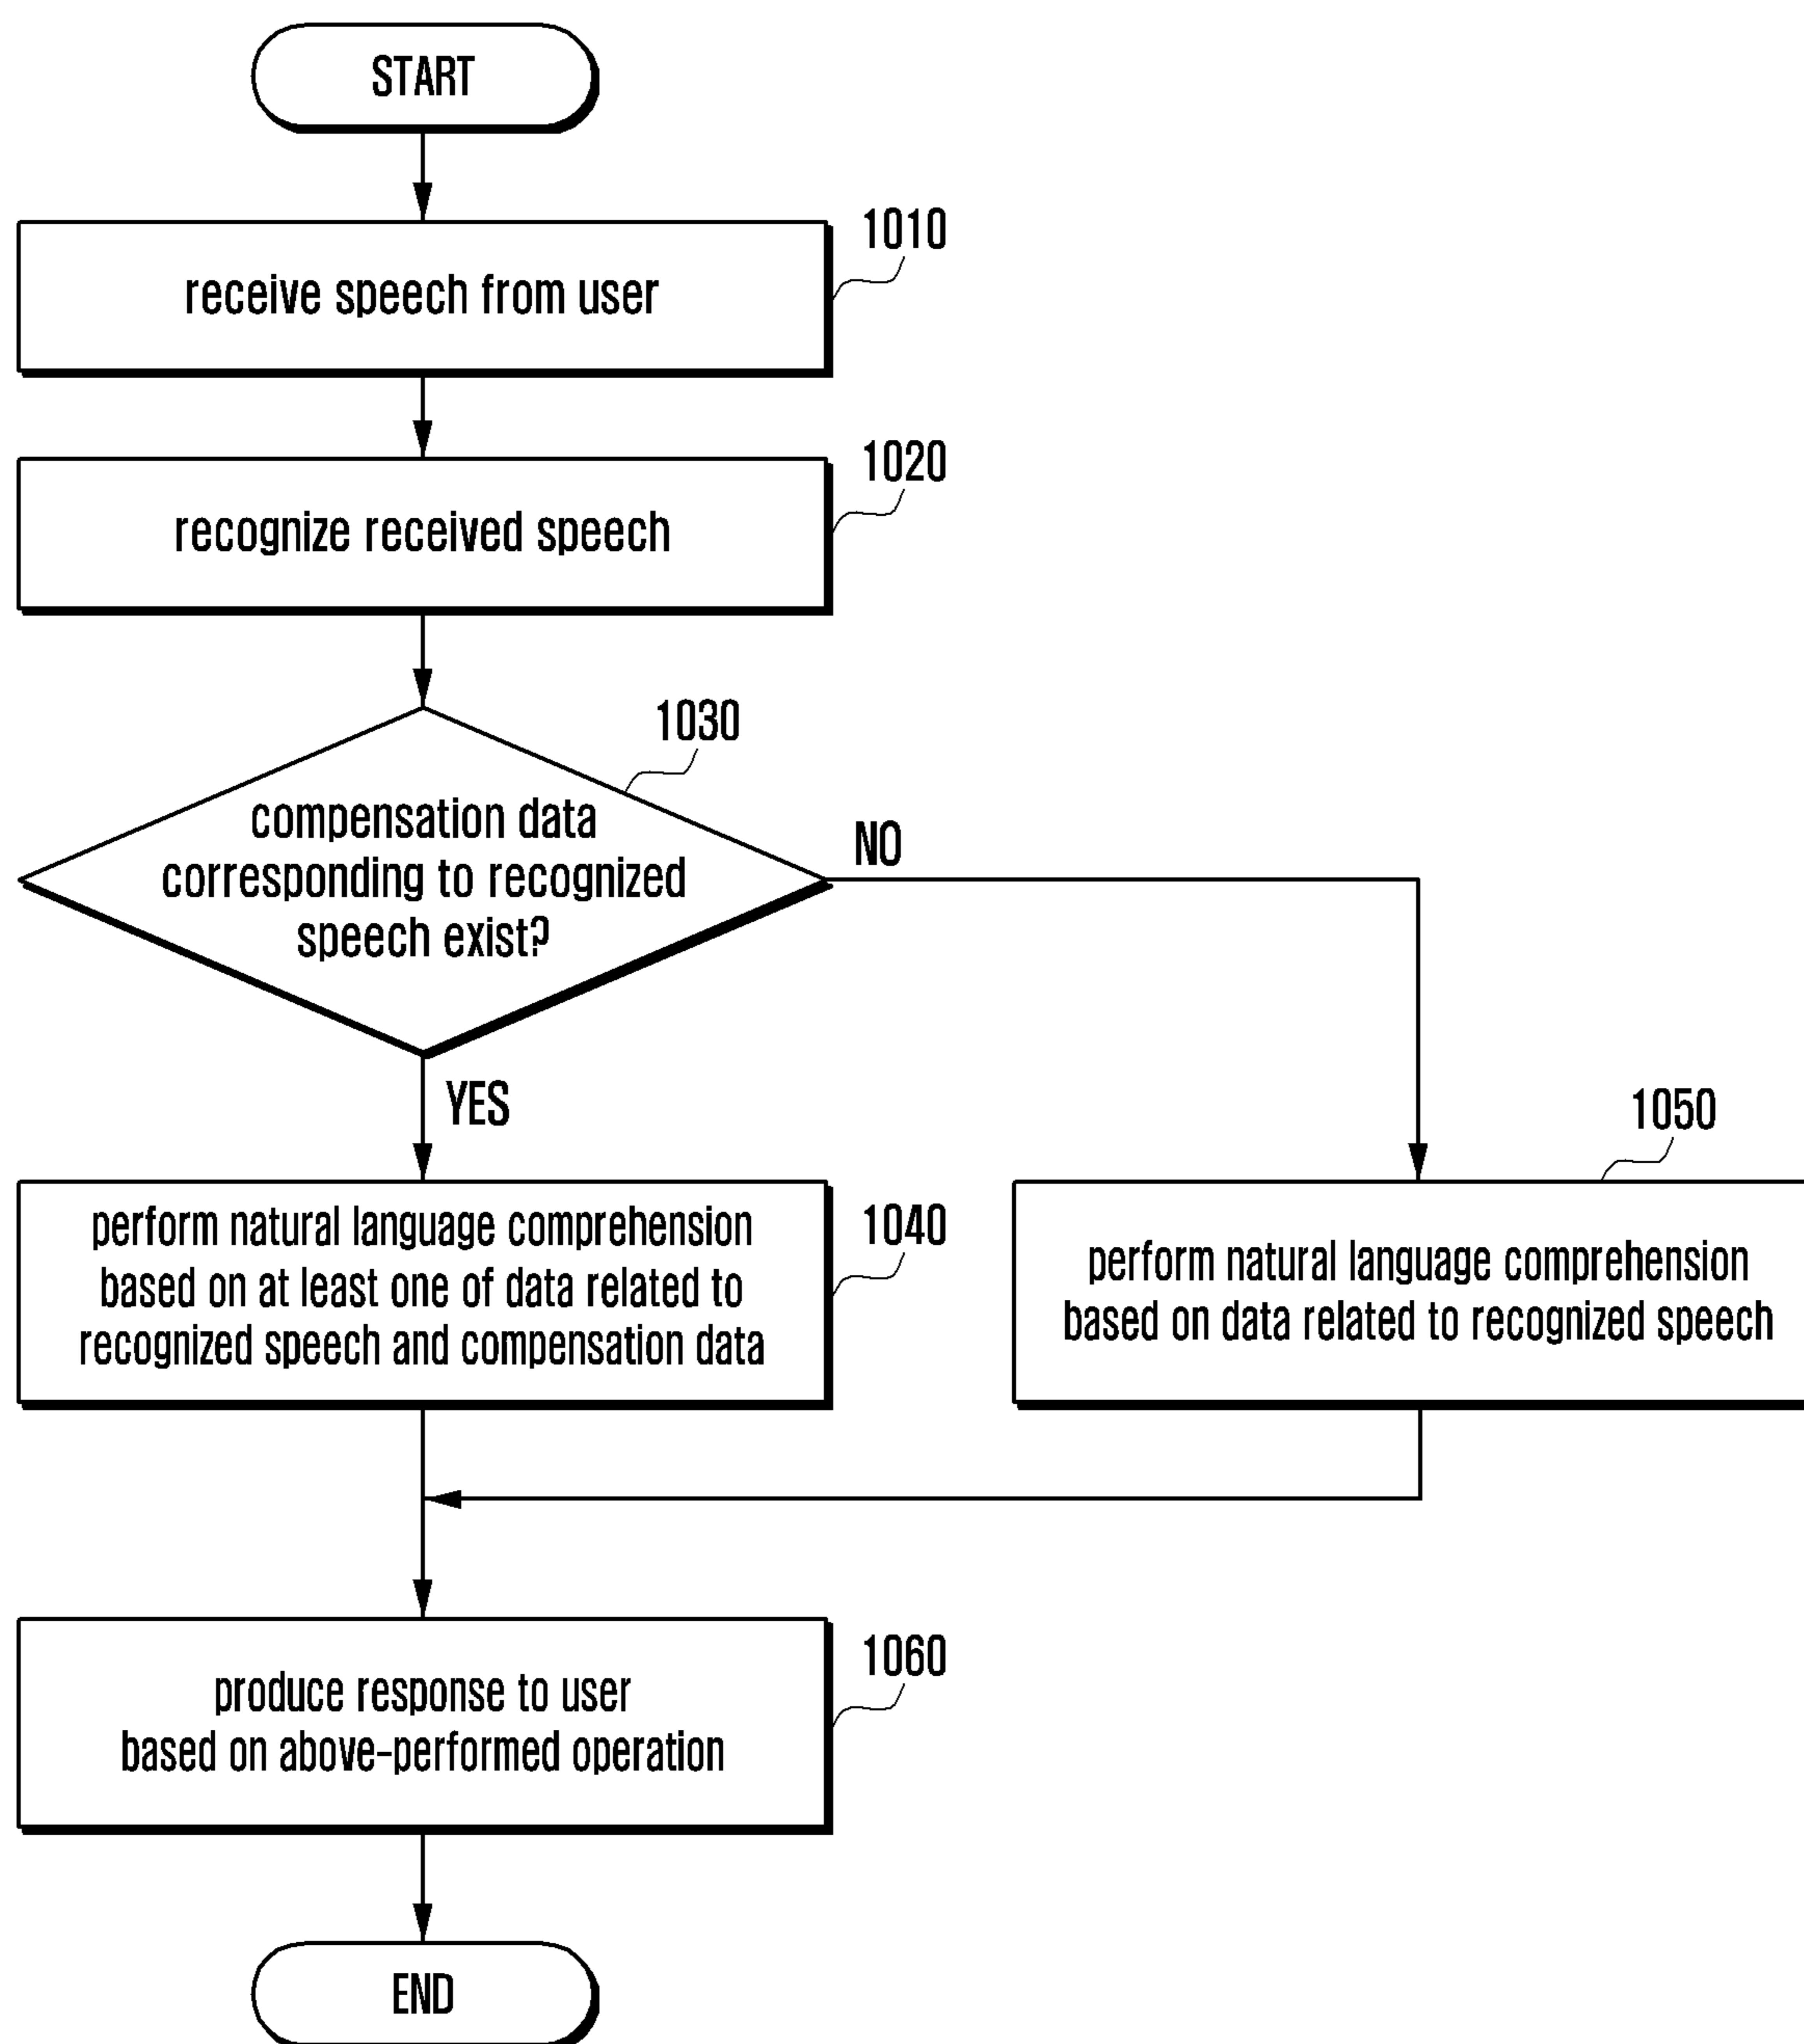 START
1010
receive speech from user
1020
recognize received speech
1030
compensation data
corresponding to recognized
speech exist?
NO
YES
1040
perform natural language comprehension
based on at least one of data related to
recognized speech and compensation data
1050
perform natural language comprehension
based on data related to recognized speech
1060
produce response to user
based on above-performed operation
END